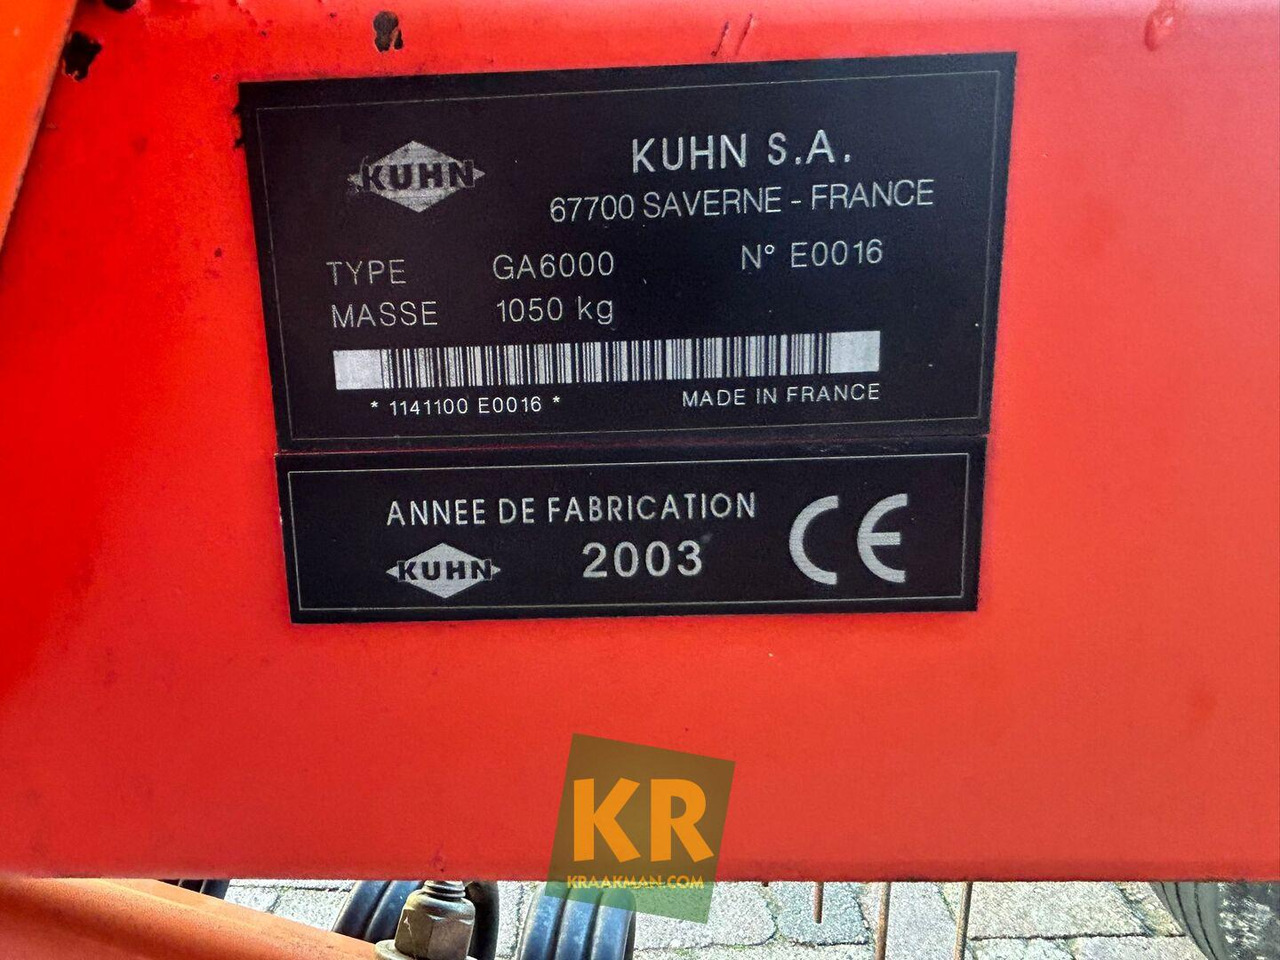 KUHN
KUHN S.A.
67700 SAVERNE - FRANCE
TYPE GA6000 N° E0016
MASSE 1050 kg
* 1141100 E0016 * MADE IN FRANCE
ANNEE DE FABRICATION
KUHN 2003 CE
KR
KRAAKMAN.COM